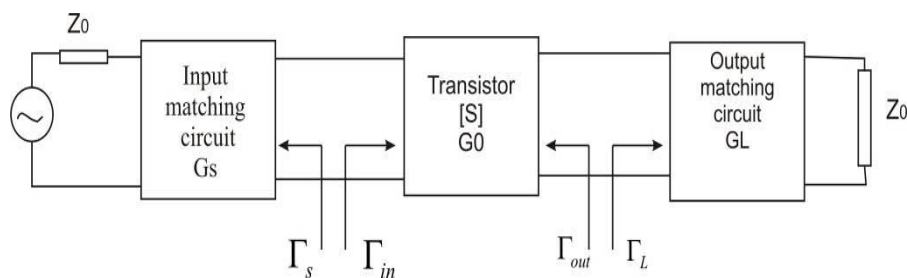 Z0
Input
matching
circuit
Gs
Transistor
[S]
G0
Output
matching
circuit
GL
Z0
Γs
Γin
Γout
ΓL